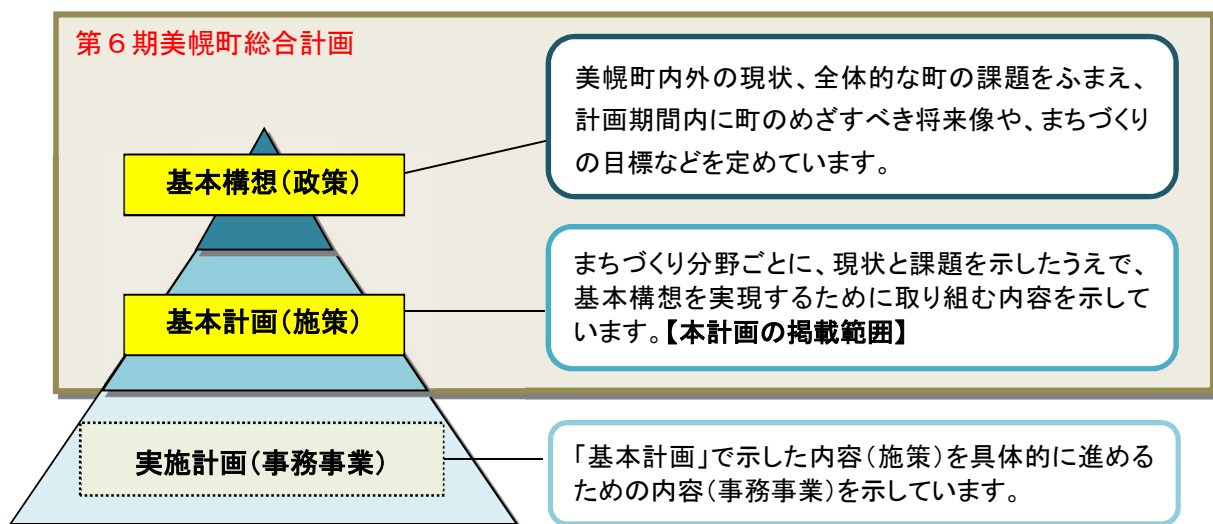 第６期美幌町総合計画
美幌町内外の現状、全体的な町の課題をふまえ、
計画期間内に町のめざすべき将来像や、まちづくり
の目標などを定めています。
基本構想（政策）
まちづくり分野ごとに、現状と課題を示したうえで、
基本構想を実現するために取り組む内容を示して
います。【本計画の掲載範囲】
基本計画（施策）
実施計画（事務事業）
「基本計画」で示した内容（施策）を具体的に進める
ための内容（事務事業）を示しています。